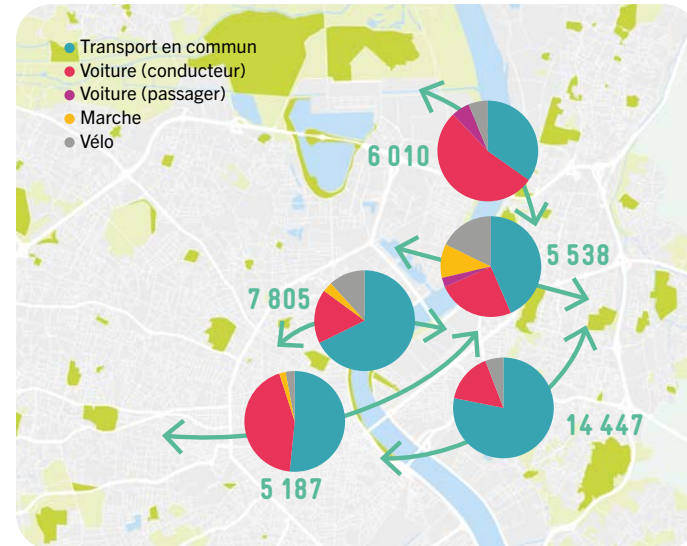 Transport en commun
Voiture (conducteur)
Voiture (passager)
Marche
Vélo
6 010
5 538
7 805
14 447
5 187